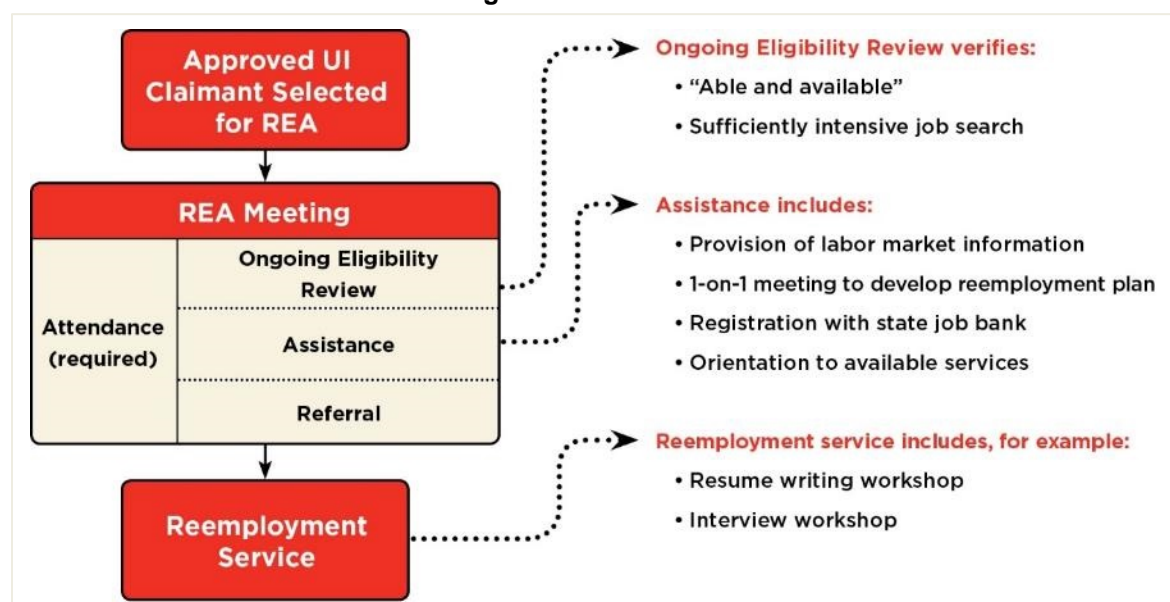 Approved UI
Claimant Selected
for REA
REA Meeting
Attendance
(required)
Ongoing Eligibility
Review
Assistance
Referral
Reemployment
Service
Ongoing Eligibility Review verifies:
• “Able and available”
• Sufficiently intensive job search
Assistance includes:
• Provision of labor market information
• 1-on-1 meeting to develop reemployment plan
• Registration with state job bank
• Orientation to available services
Reemployment service includes, for example:
• Resume writing workshop
• Interview workshop